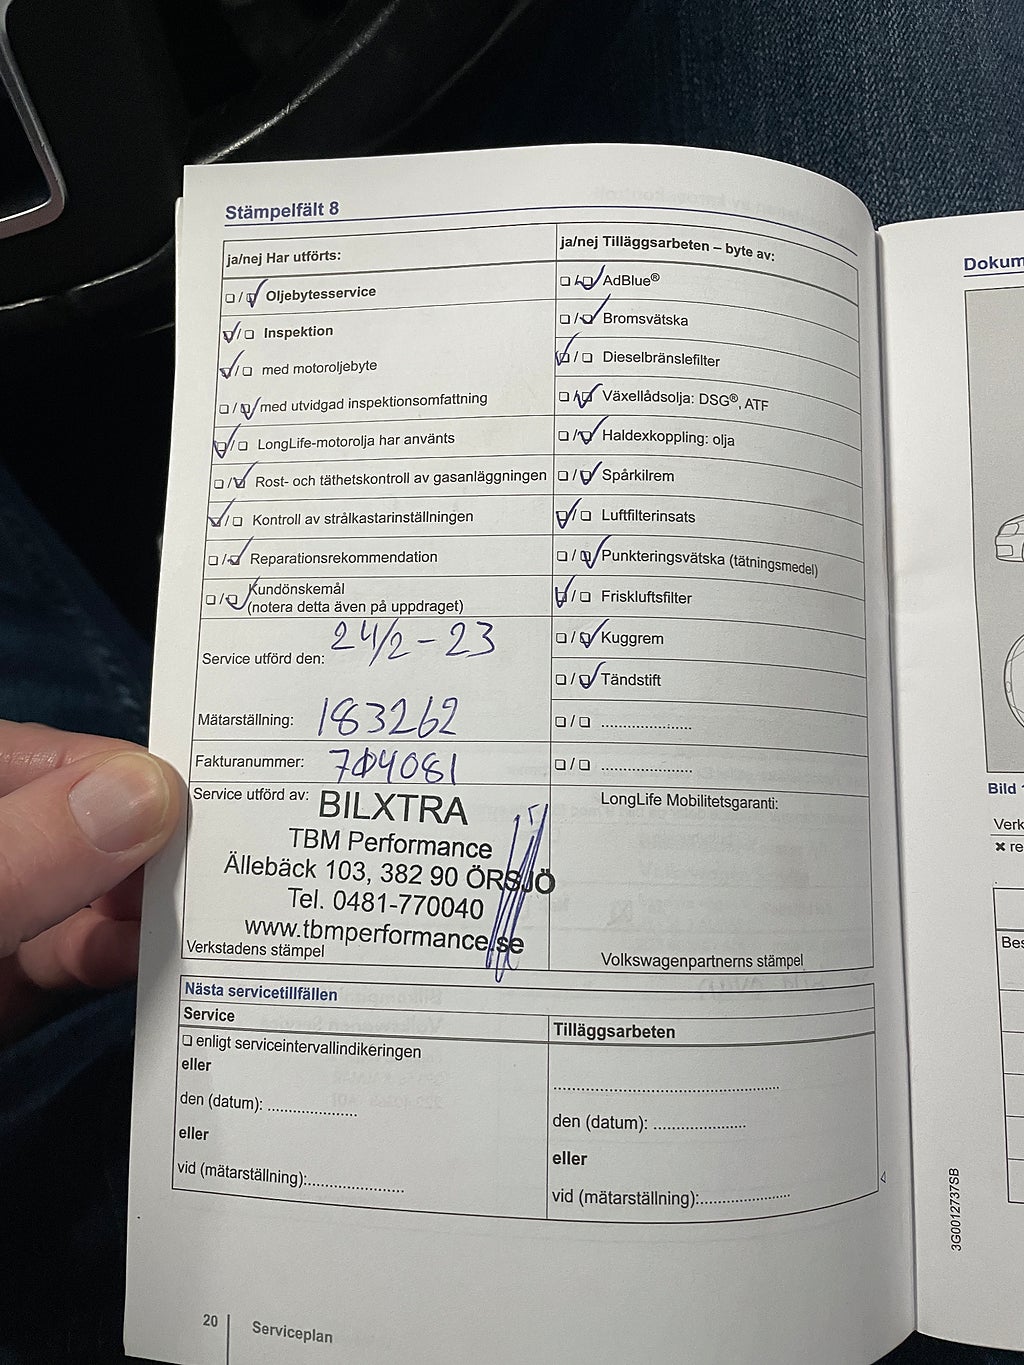 Stämpelfält 8
ja/nej Har utförts:
❏ / ❏ Oljebytesservice
❏ / ❏ Inspektion
❏ / ❏ med motoroljebyte
❏ / ❏ med utvidgad inspektionsomfattning
❏ / ❏ LongLife-motorolja har använts
❏ / ❏ Rost- och täthetskontroll av gasanläggningen
❏ / ❏ Kontroll av strålkastarinställningen
❏ / ❏ Reparationsrekommendation
❏ / ❏ Kundönskemål
(notera detta även på uppdraget)
Service utförd den: 24/2 - 23
Mätarställning: 183262
Fakturanummer: 704081
Service utförd av:
BILXTRA
TBM Performance
Ällebäck 103, 382 90 ÖRSJÖ
Tel. 0481-770040
www.tbmperformance.se
Verkstadens stämpel
ja/nej Tilläggsarbeten – byte av:
❏ / ❏ AdBlue®
❏ / ❏ Bromsvätska
❏ / ❏ Dieselbränslefilter
❏ / ❏ Växellådsolja: DSG®, ATF
❏ / ❏ Haldexkoppling: olja
❏ / ❏ Spårkilrem
❏ / ❏ Luftfilterinsats
❏ / ❏ Punkteringsvätska (tätningsmedel)
❏ / ❏ Friskluftsfilter
❏ / ❏ Kuggrem
❏ / ❏ Tändstift
❏ / ❏ ......................
❏ / ❏ ......................
LongLife Mobilitetsgaranti:
Volkswagenpartnerns stämpel
Nästa servicetillfällen
Service
❏ enligt serviceintervallindikeringen
eller
den (datum): .....................
eller
vid (mätarställning):.......................
Tilläggsarbeten
.....................................................
den (datum): ......................
eller
vid (mätarställning):.....................
20 Serviceplan
Dokum
Bild
Verk
✖ re
Bes
3G0012737SB